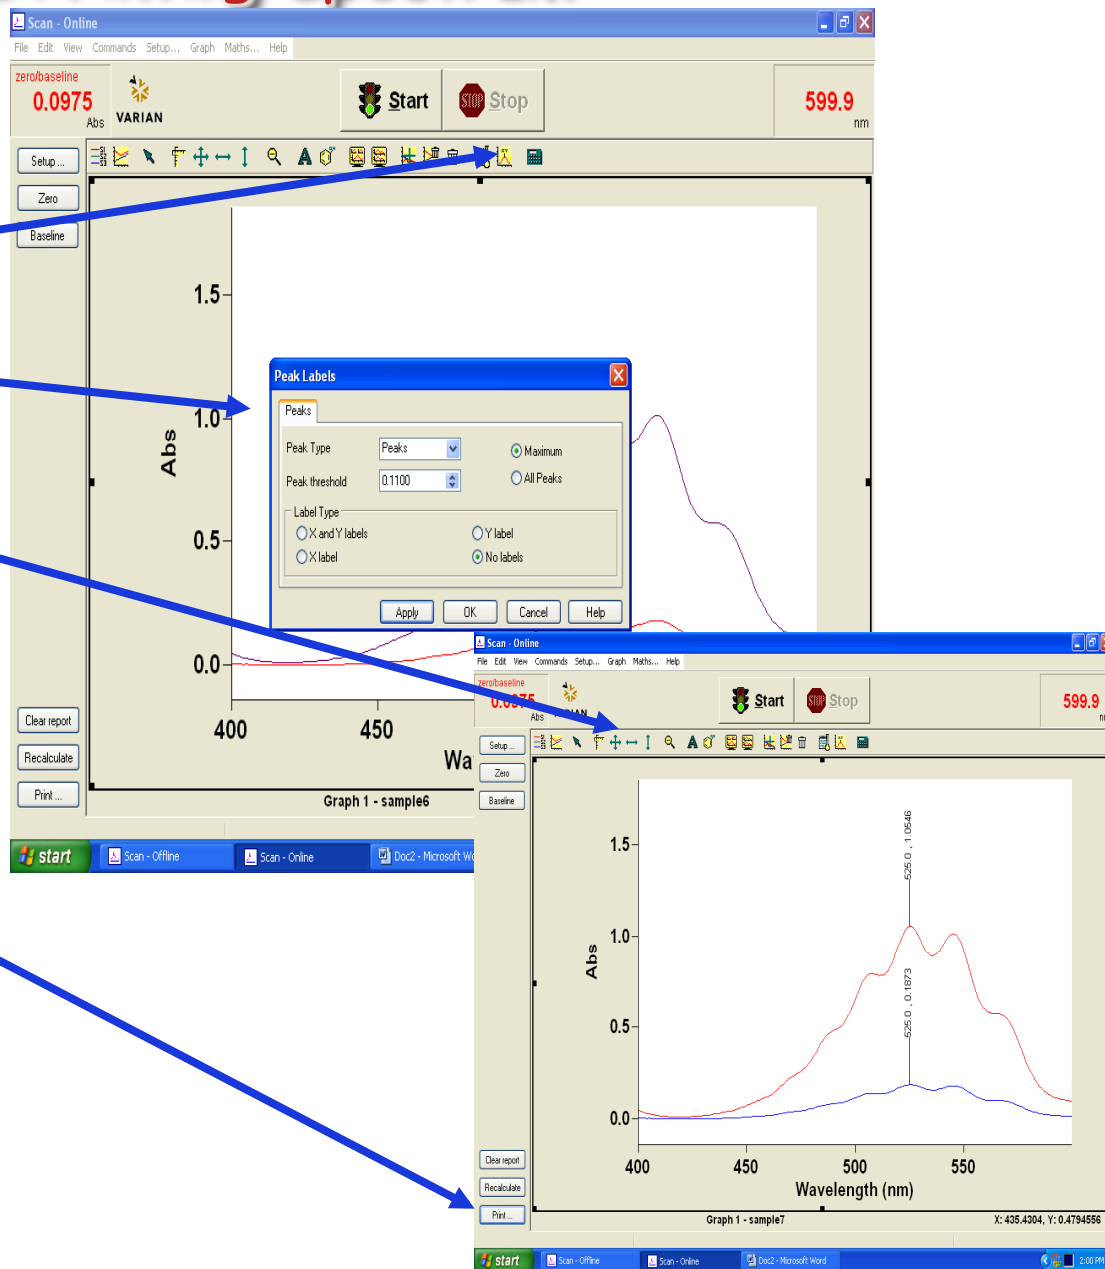 Scan - Online
File Edit View Commands Setup... Graph Maths... Help
zero/baseline
0.0975
Abs
VARIAN
Start
STOP Stop
599.9
nm
Setup ...
Zero
Baseline
1.5
1.0
0.5
0.0
Abs
400
450
Graph 1 - sample6
Peak Labels
Peaks
Peak Type
Peaks
Maximum
Peak threshold
0.1100
All Peaks
Label Type
X and Y labels
Y label
X label
No labels
Apply
OK
Cancel
Help
Clear report
Recalculate
Print ...
start
Scan - Offline
Scan - Online
Doc2 - Microsoft Wo
Scan - Online
File Edit View Commands Setup... Graph Maths... Help
zero/baseline
0.0975
Abs
VARIAN
Start
STOP Stop
599.9
Setup ...
Zero
Baseline
1.5
1.0
0.5
0.0
Abs
525.0 , 1.0546
525.0 , 0.1873
400
450
500
550
Wavelength (nm)
Clear report
Recalculate
Print ...
Graph 1 - sample7
X: 435.4304, Y: 0.4794556
start
Scan - Offline
Scan - Online
Doc2 - Microsoft Word
2:00 PM